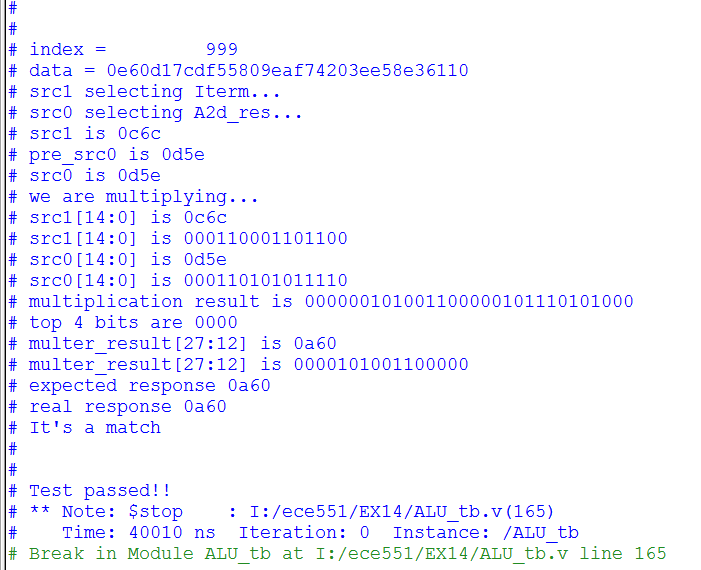 #
#
# index =         999
# data = 0e60d17cdf55809eaf74203ee58e36110
# src1 selecting Iterm...
# src0 selecting A2d_res...
# src1 is 0c6c
# pre_src0 is 0d5e
# src0 is 0d5e
# we are multiplying...
# src1[14:0] is 0c6c
# src1[14:0] is 000110001101100
# src0[14:0] is 0d5e
# src0[14:0] is 000110101011110
# multiplication result is 000000101001100000101110101000
# top 4 bits are 0000
# multer_result[27:12] is 0a60
# multer_result[27:12] is 0000101001100000
# expected response 0a60
# real response 0a60
# It's a match
#
#
# Test passed!!
# ** Note: $stop    : I:/ece551/EX14/ALU_tb.v(165)
#    Time: 40010 ns  Iteration: 0  Instance: /ALU_tb
# Break in Module ALU_tb at I:/ece551/EX14/ALU_tb.v line 165